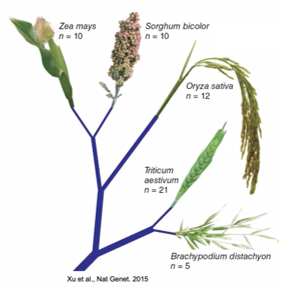 Zea mays
n = 10
Sorghum bicolor
n = 10
Oryza sativa
n = 12
Triticum
aestivum
n = 21
Brachypodium distachyon
n = 5
Xu et al., Nat Genet. 2015